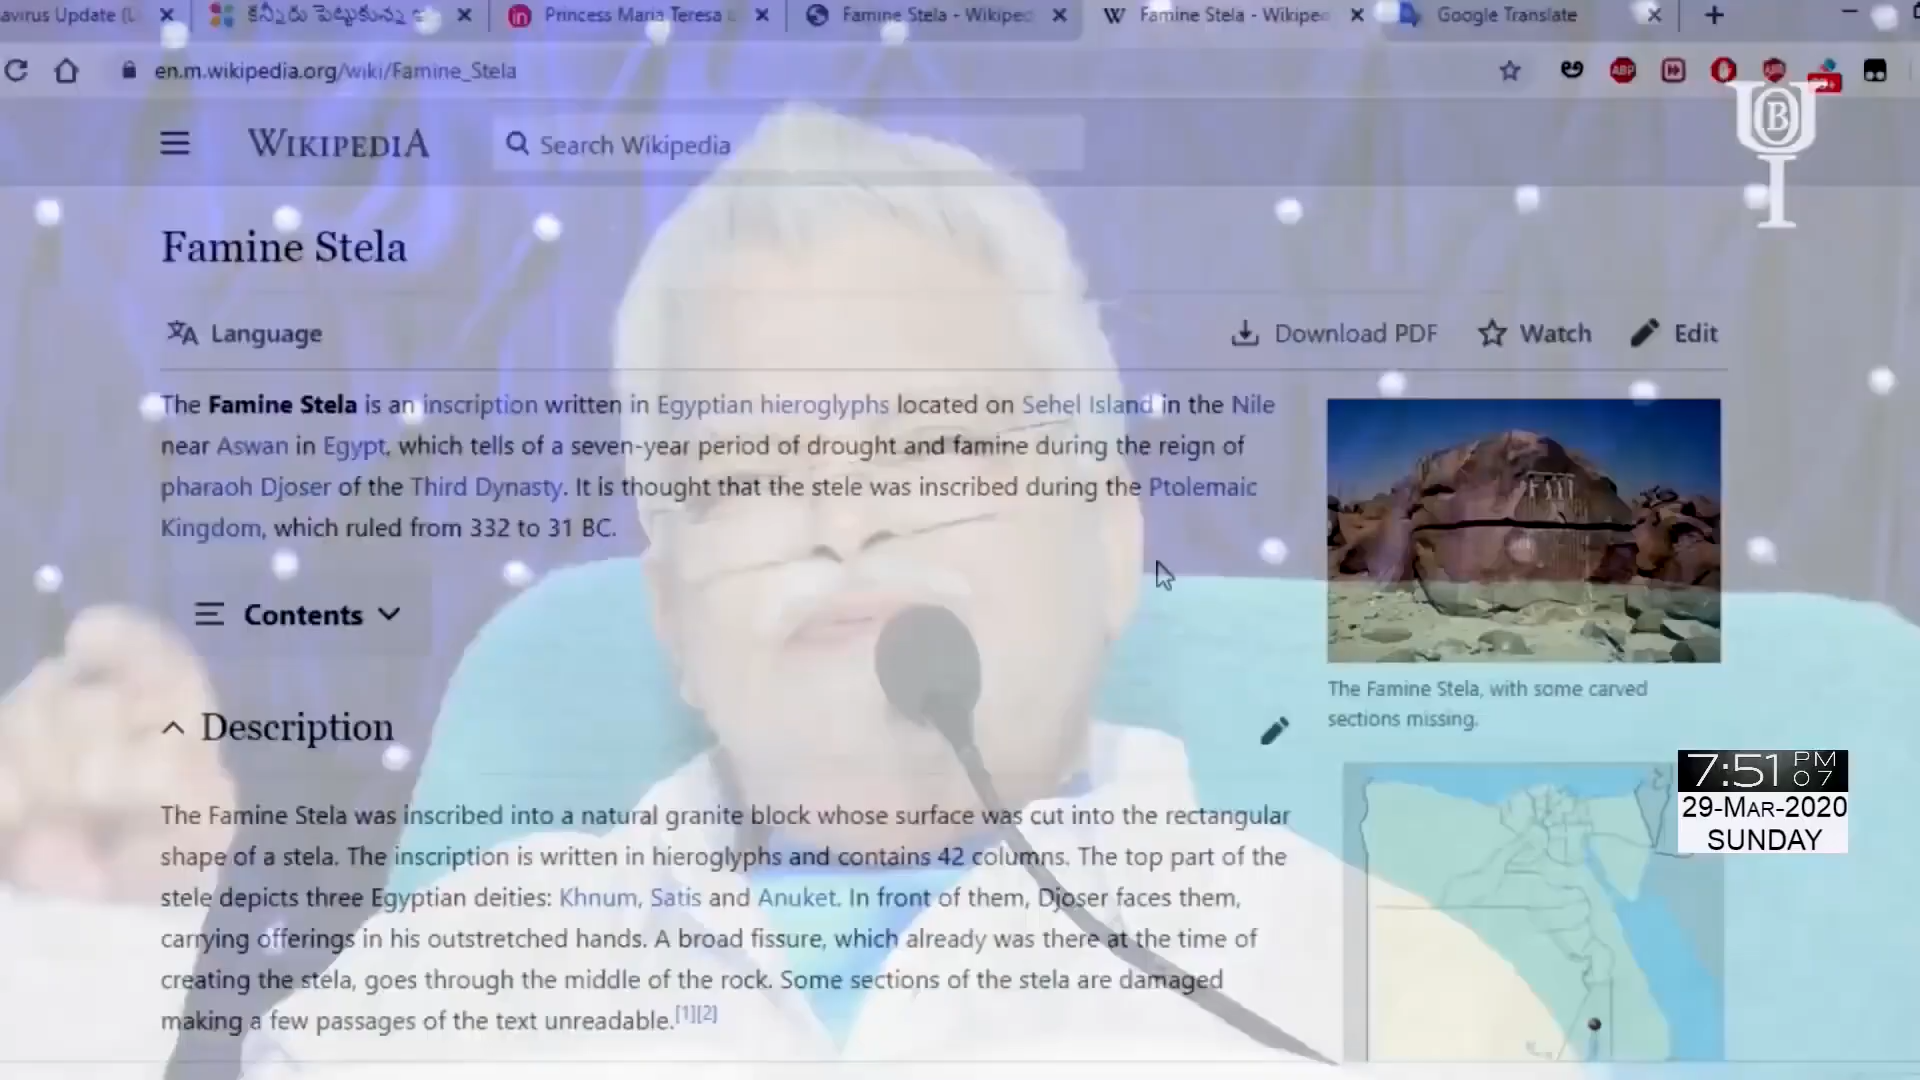 avirus Update (L
కన్నీరు పెట్టుకున్న
Princess Maria Teresa
Famine Stela - Wikiped
Famine Stela - Wikiped
Google Translate
en.m.wikipedia.org/wiki/Famine_Stela
ABP
WIKIPEDIA
Search Wikipedia
UBI
Famine Stela
Language
Download PDF
Watch
Edit
The Famine Stela is an inscription written in Egyptian hieroglyphs located on Sehel Island in the Nile
near Aswan in Egypt, which tells of a seven-year period of drought and famine during the reign of
pharaoh Djoser of the Third Dynasty. It is thought that the stele was inscribed during the Ptolemaic
Kingdom, which ruled from 332 to 31 BC.
Contents
The Famine Stela, with some carved
sections missing.
Description
7:51 PM 07
29-MAR-2020
SUNDAY
The Famine Stela was inscribed into a natural granite block whose surface was cut into the rectangular
shape of a stela. The inscription is written in hieroglyphs and contains 42 columns. The top part of the
stele depicts three Egyptian deities: Khnum, Satis and Anuket. In front of them, Djoser faces them,
carrying offerings in his outstretched hands. A broad fissure, which already was there at the time of
creating the stela, goes through the middle of the rock. Some sections of the stela are damaged
making a few passages of the text unreadable.[1][2]